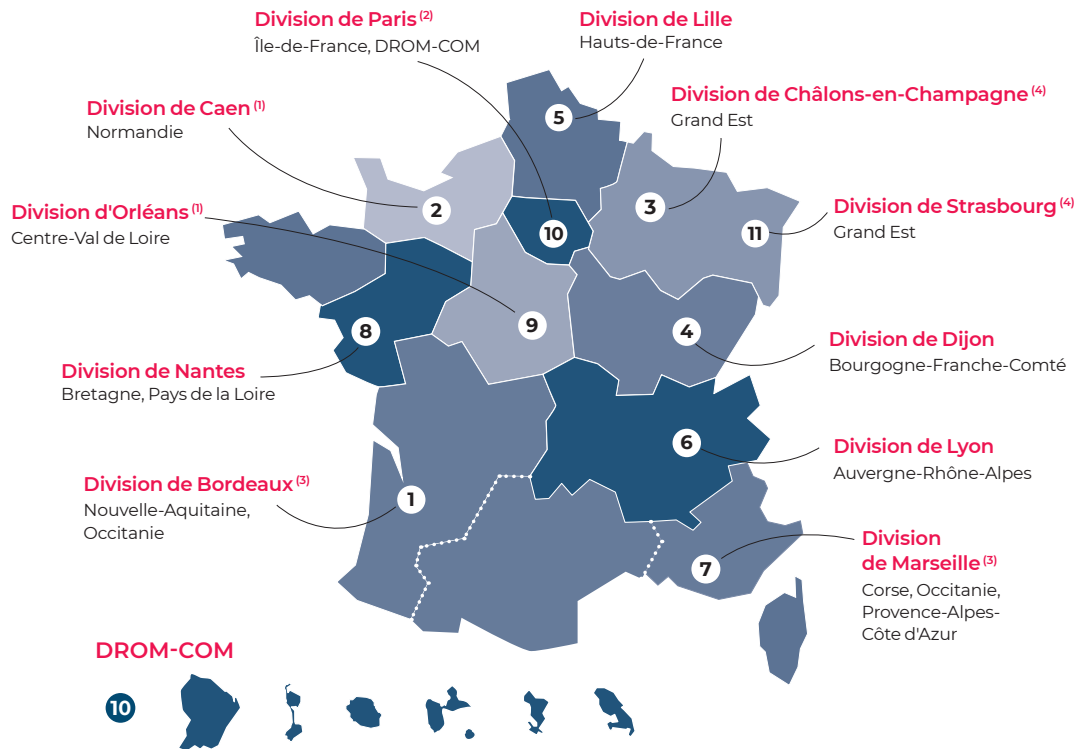 Division de Paris (2)
Île-de-France, DROM-COM
Division de Lille
Hauts-de-France
Division de Caen (1)
Normandie
Division de Châlons-en-Champagne (4)
Grand Est
Division d'Orléans (1)
Centre-Val de Loire
Division de Strasbourg (4)
Grand Est
5
2
3
10
11
8
9
4
Division de Nantes
Bretagne, Pays de la Loire
Division de Dijon
Bourgogne-Franche-Comté
6
Division de Lyon
Auvergne-Rhône-Alpes
Division de Bordeaux (3)
Nouvelle-Aquitaine,
Occitanie
1
7
Division
de Marseille (3)
Corse, Occitanie,
Provence-Alpes-
Côte d'Azur
DROM-COM
10